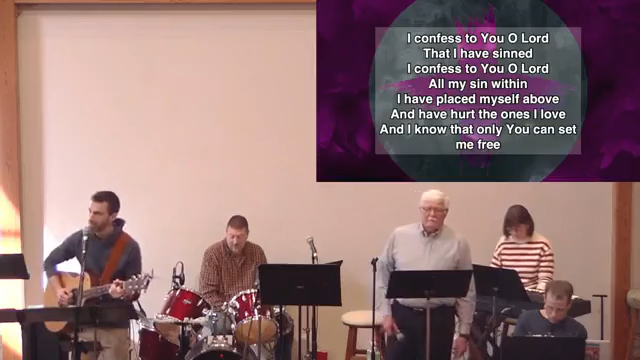 I confess to You O Lord
That I have sinned
I confess to You O Lord
All my sin within
I have placed myself above
And have hurt the ones I love
And I know that only You can set
me free